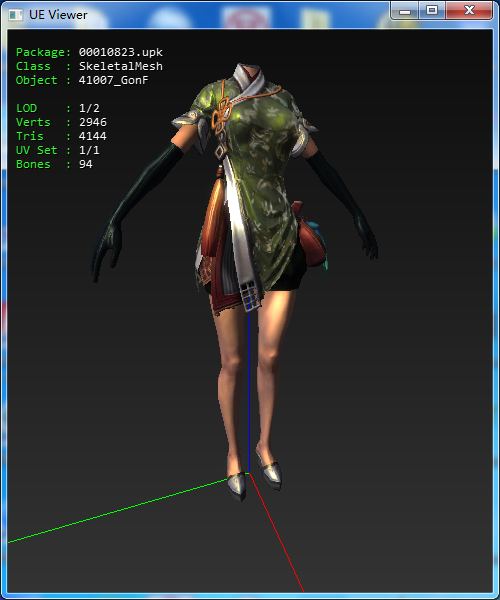 UE Viewer
Package: 00010823.upk
Class : SkeletalMesh
Object : 41007_GonF
LOD : 1/2
Verts : 2946
Tris : 4144
UV Set : 1/1
Bones : 94